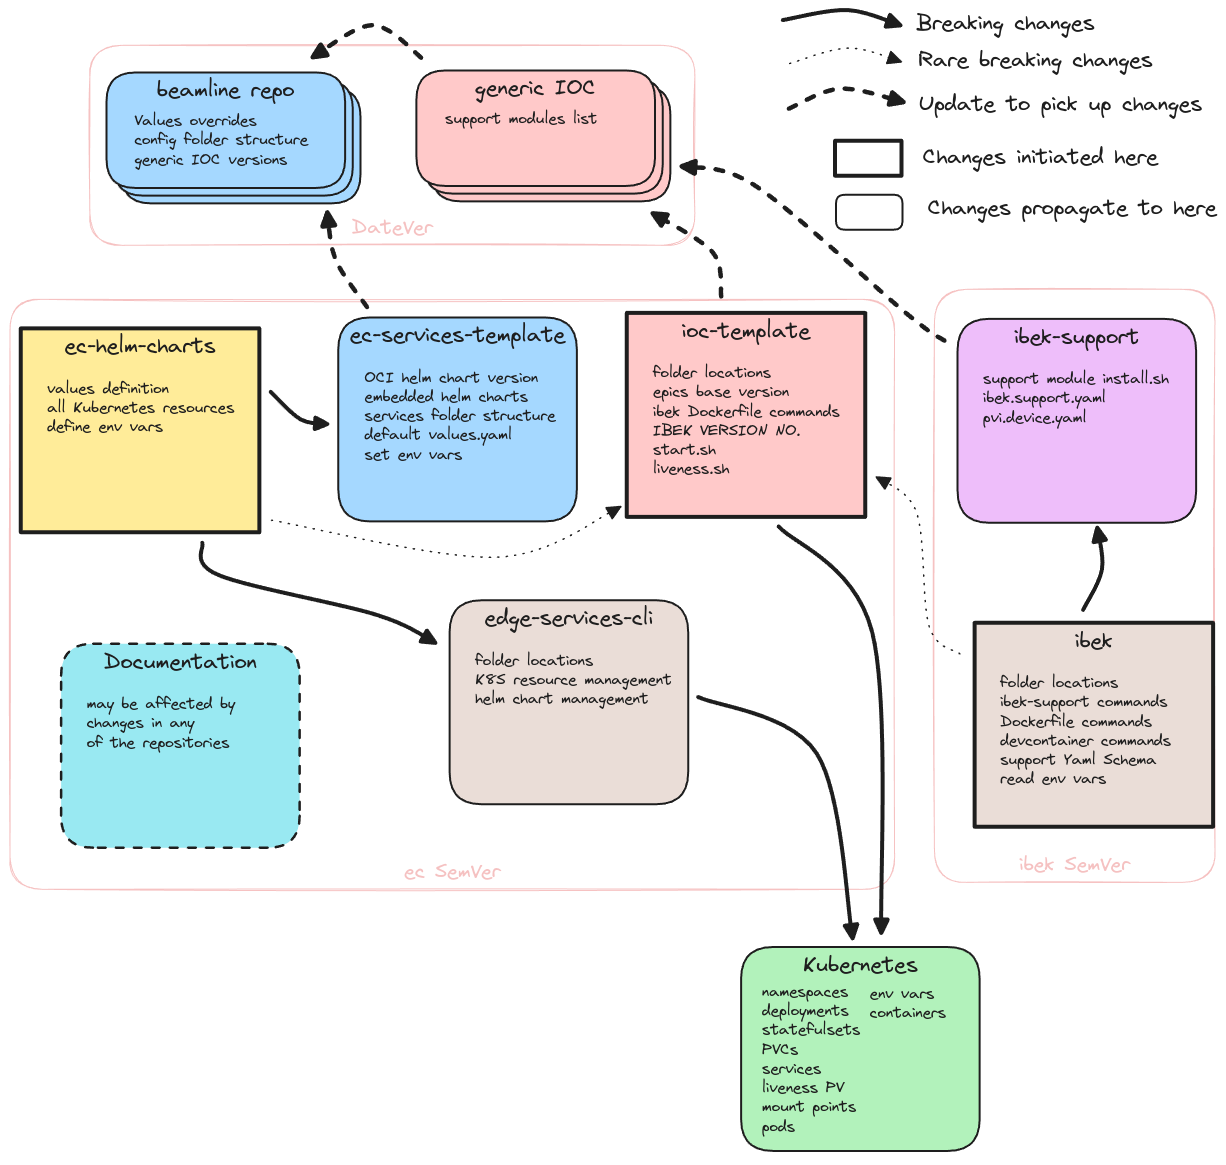 Breaking changes
Rare breaking changes
Update to pick up changes
Changes initiated here
Changes propagate to here
beamline repo
Values overrides
config folder structure
generic IOC versions
generic IOC
support modules list
DateVer
ec-helm-charts
values definition
all Kubernetes resources
define env vars
ec-services-template
OCI helm chart version
embedded helm charts
services folder structure
default values.yaml
set env vars
ioc-template
folder locations
epics base version
ibek Dockerfile commands
IBEK VERSION NO.
start.sh
liveness.sh
ibek-support
support module install.sh
ibek.support.yaml
pvi.device.yaml
edge-services-cli
folder locations
K8S resource management
helm chart management
Documentation
may be affected by
changes in any
of the repositories
ibek
folder locations
ibek-support commands
Dockerfile commands
devcontainer commands
support Yaml Schema
read env vars
ec SemVer
ibek SemVer
Kubernetes
namespaces
deployments
statefulsets
PVCs
services
liveness PV
mount points
pods
env vars
containers